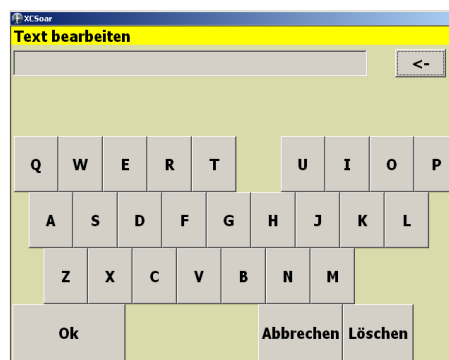 XCSoar
Text bearbeiten
<-
Q W E R T U I O P
A S D F G H J K L
Z X C V B N M
Ok Abbrechen Löschen